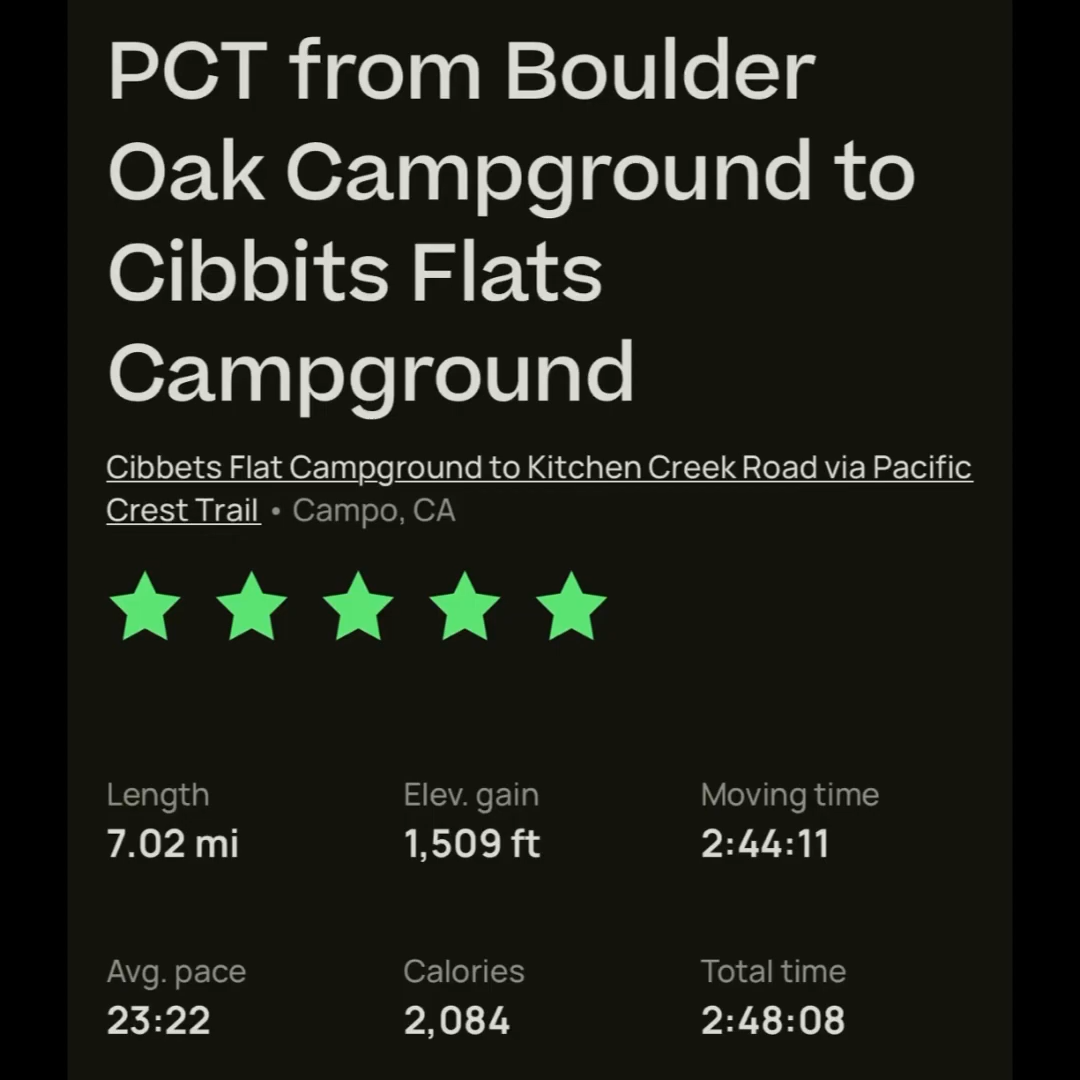 PCT from Boulder
Oak Campground to
Cibbits Flats
Campground
Cibbets Flat Campground to Kitchen Creek Road via Pacific
Crest Trail • Campo, CA
Length
Elev. gain
Moving time
7.02 mi
1,509 ft
2:44:11
Avg. pace
Calories
Total time
23:22
2,084
2:48:08